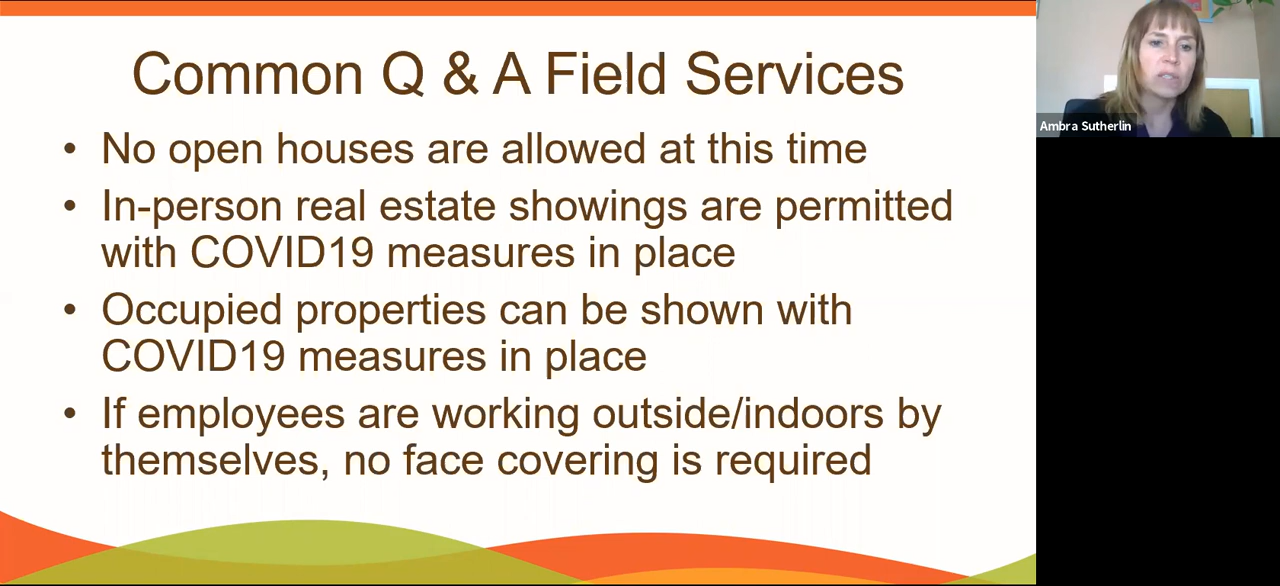 Common Q & A Field Services
• No open houses are allowed at this time
• In-person real estate showings are permitted
with COVID19 measures in place
• Occupied properties can be shown with
COVID19 measures in place
• If employees are working outside/indoors by
themselves, no face covering is required
Ambra Sutherlin